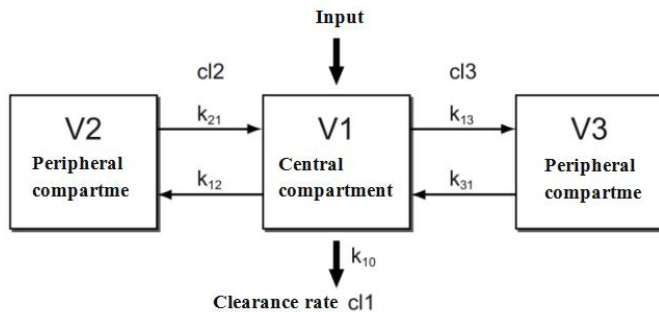 Input
cl2
cl3
V2
k21
V1
k13
V3
Peripheral
compartme
Central
compartment
Peripheral
compartme
k12
k31
k10
Clearance rate cl1